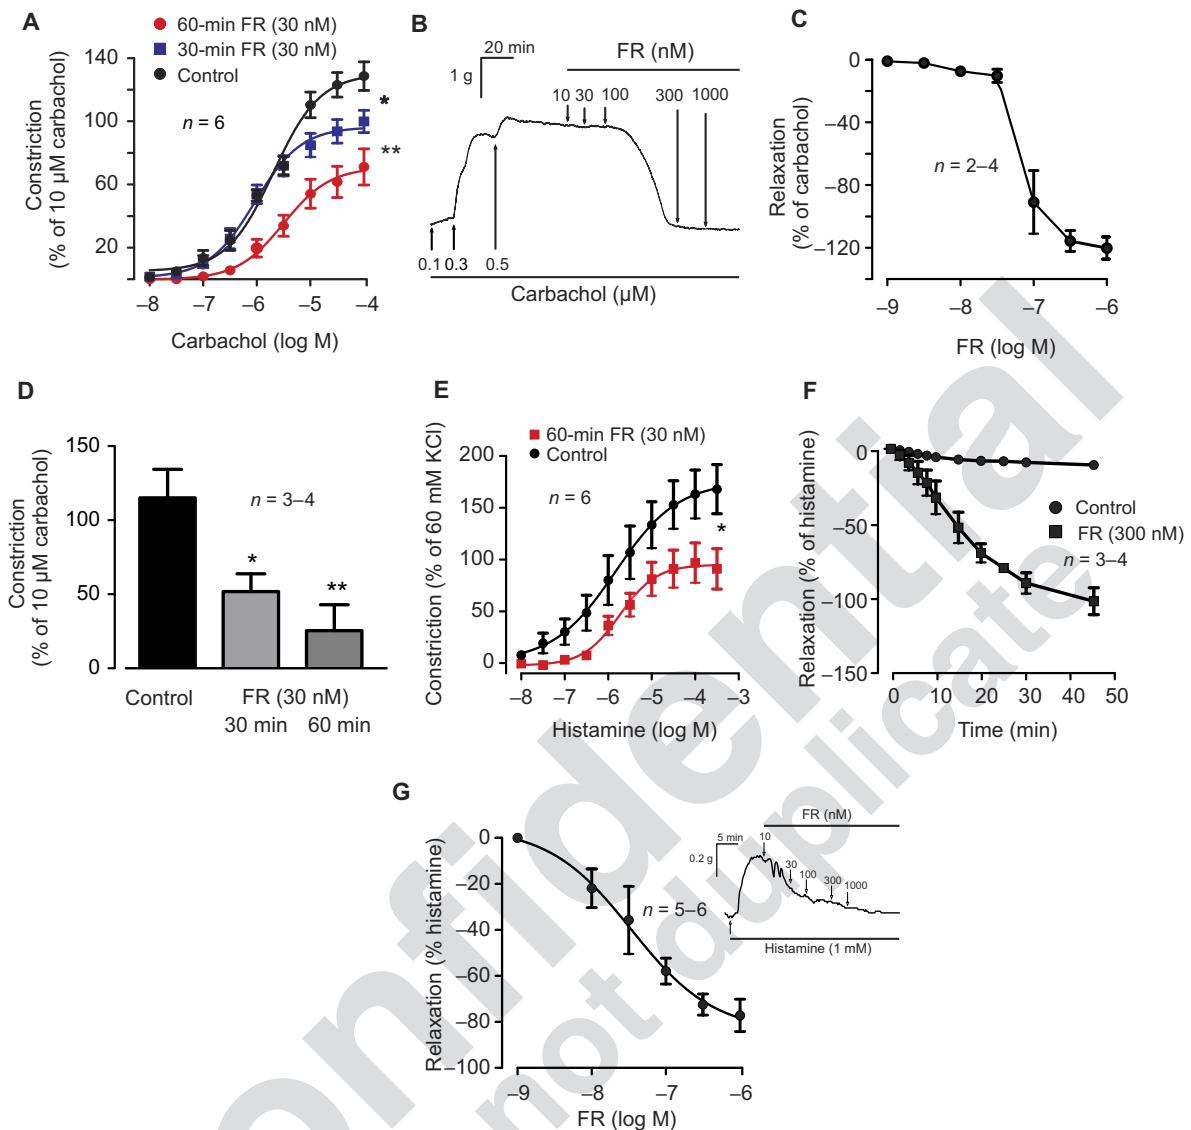 A
60-min FR (30 nM)
30-min FR (30 nM)
Control
140
100
60
20
n = 6
*
**
Constriction
(% of 10 µM carbachol)
–8 –7 –6 –5 –4
Carbachol (log M)
B
20 min
1 g
FR (nM)
10 30 100 300 1000
0.1 0.3 0.5
Carbachol (µM)
C
0
–40
–80
–120
n = 2–4
Relaxation
(% of carbachol)
–9 –8 –7 –6
FR (log M)
D
150
100
50
0
n = 3–4
*
**
Constriction
(% of 10 µM carbachol)
Control FR (30 nM)
30 min 60 min
E
60-min FR (30 nM)
Control
200
150
100
50
0
n = 6
*
Constriction (% of 60 mM KCl)
–8 –7 –6 –5 –4 –3
Histamine (log M)
F
0
–50
–100
–150
Control
FR (300 nM)
n = 3–4
Relaxation (% of histamine)
0 10 20 30 40 50
Time (min)
G
0
–20
–40
–60
–80
–100
n = 5–6
Relaxation (% histamine)
–9 –8 –7 –6
FR (log M)
FR (nM)
5 min
0.2 g
10
30
100
300
1000
Histamine (1 mM)
onfidential
not duplicate